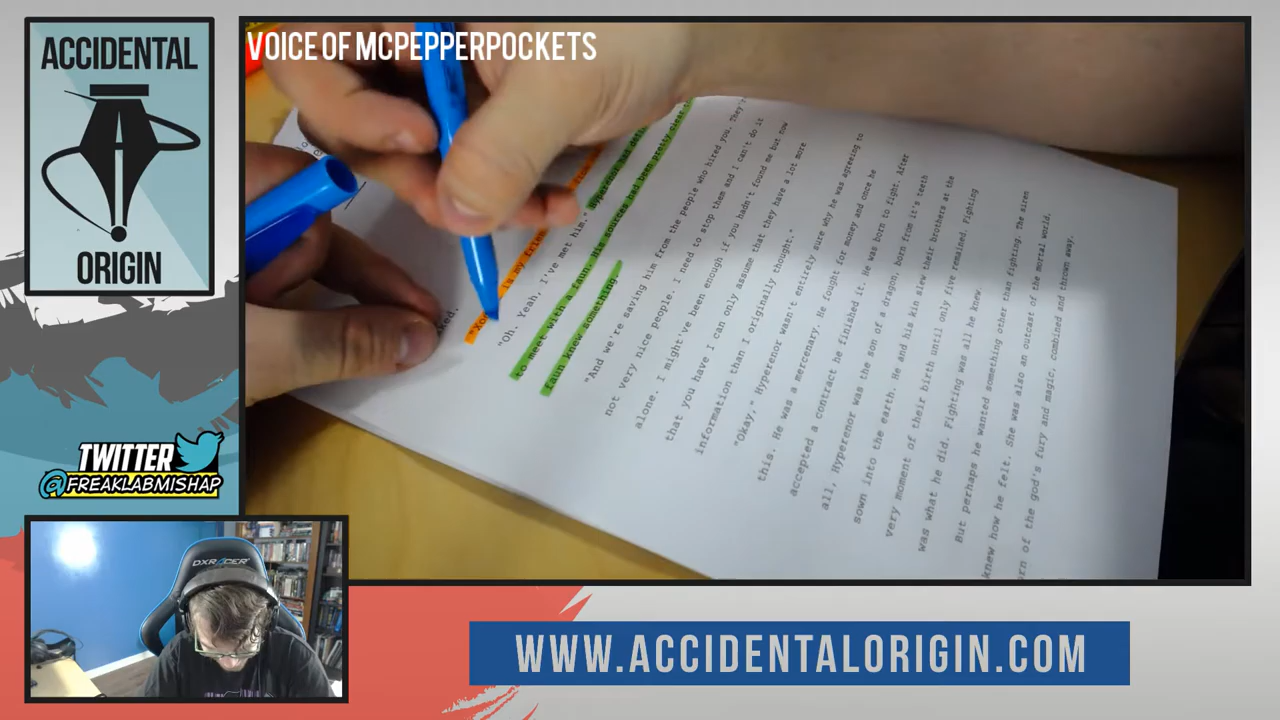 VOICE OF MCPEPPERPOCKETS
ACCIDENTAL
ORIGIN
TWITTER
@FREAKLABMISHAP
DXRACER
WWW.ACCIDENTALORIGIN.COM
is my frien
"Oh. Yeah, I've met him." Hyperenor had
to meet with a faun. His sources had been pretty clear
faun knew something.
"And we're saving him from the people who hired you. They
not very nice people. I need to stop them and I can't do it
alone. I might've been enough if you hadn't found me but now
that you have I can only assume that they have a lot more
information than I originally thought."
"Okay," Hyperenor wasn't entirely sure why he was agreeing to
this. He was a mercenary. He fought for money and once he
accepted a contract he finished it. He was born to fight. After
all, Hyperenor was the son of a dragon, born from it's teeth
sown into the earth. He and his kin slew their brothers at the
very moment of their birth until only five remained. Fighting
was what he did. Fighting was all he knew.
But perhaps he wanted something other than fighting. The siren
knew how he felt. She was also an outcast of the mortal world.
orn of the god's fury and magic, combined and thrown away.